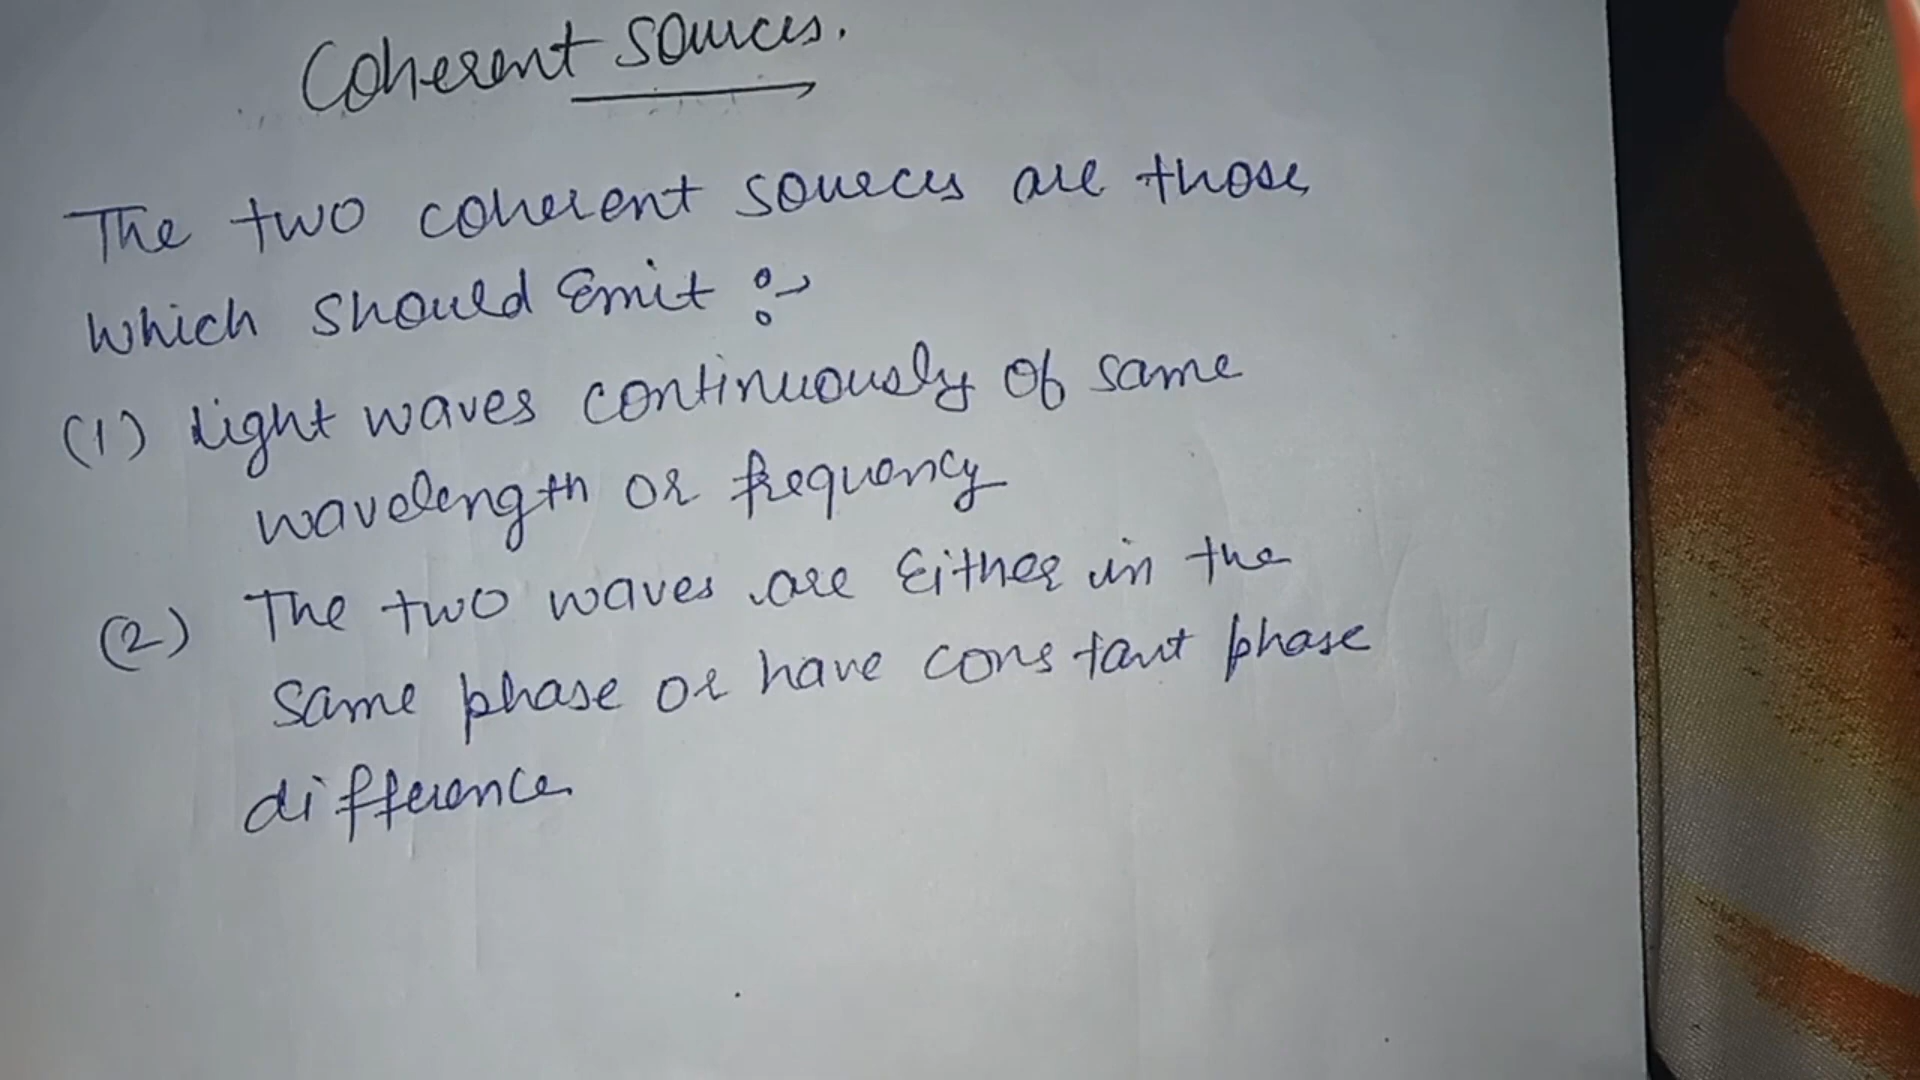 Coherent sources.
The two coherent sources are those
which should Emit :-
(1) Light waves continuously of same
wavelength or frequency
(2) The two waves are Either in the
same phase or have constant phase
difference